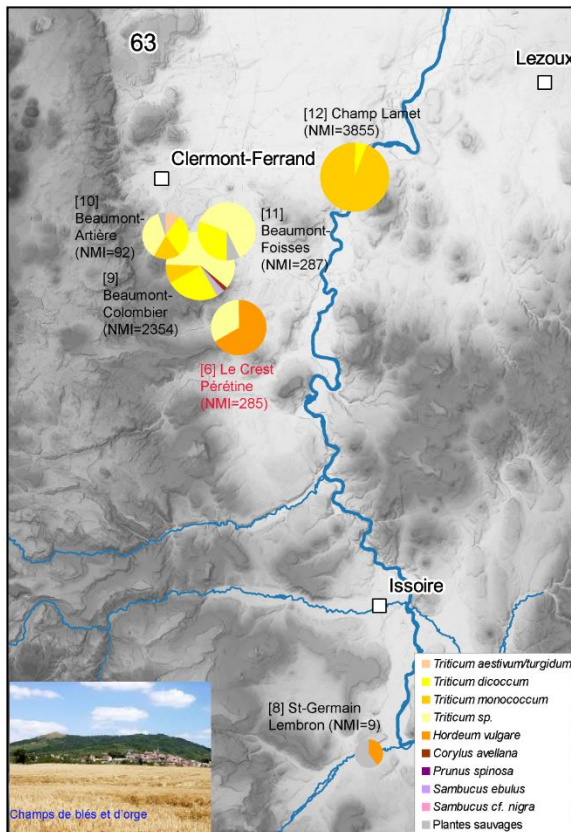 63
Lezoux
[12] Champ Lamet
(NMI=3855)
Clermont-Ferrand
[10]
Beaumont-
Artière
(NMI=92)
[11]
Beaumont-
Foisses
(NMI=287)
[9]
Beaumont-
Colombier
(NMI=2354)
[6] Le Crest
Pérétine
(NMI=285)
Issoire
[8] St-Germain
Lembron (NMI=9)
Triticum aestivum/turgidum
Triticum dicoccum
Triticum monococcum
Triticum sp.
Hordeum vulgare
Corylus avellana
Prunus spinosa
Sambucus ebulus
Sambucus cf. nigra
Plantes sauvages
Champs de blés et d'orge